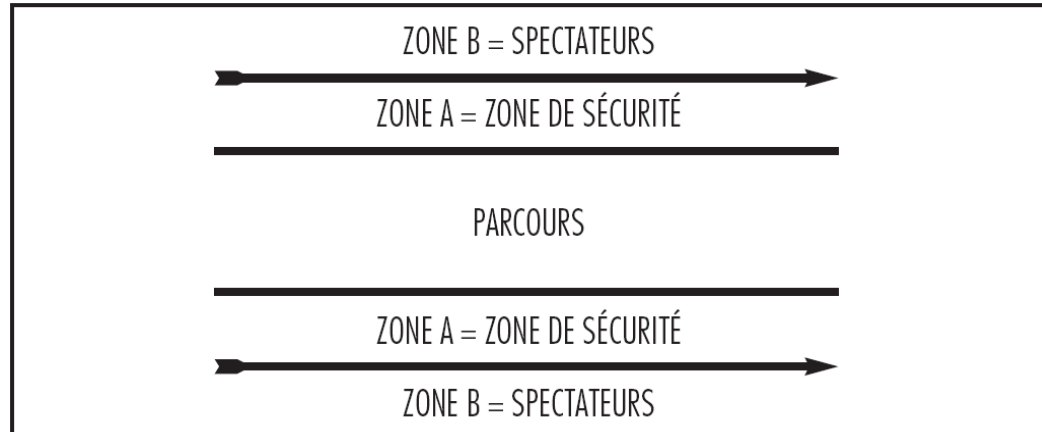 ZONE B = SPECTATEURS
ZONE A = ZONE DE SÉCURITÉ
PARCOURS
ZONE A = ZONE DE SÉCURITÉ
ZONE B = SPECTATEURS